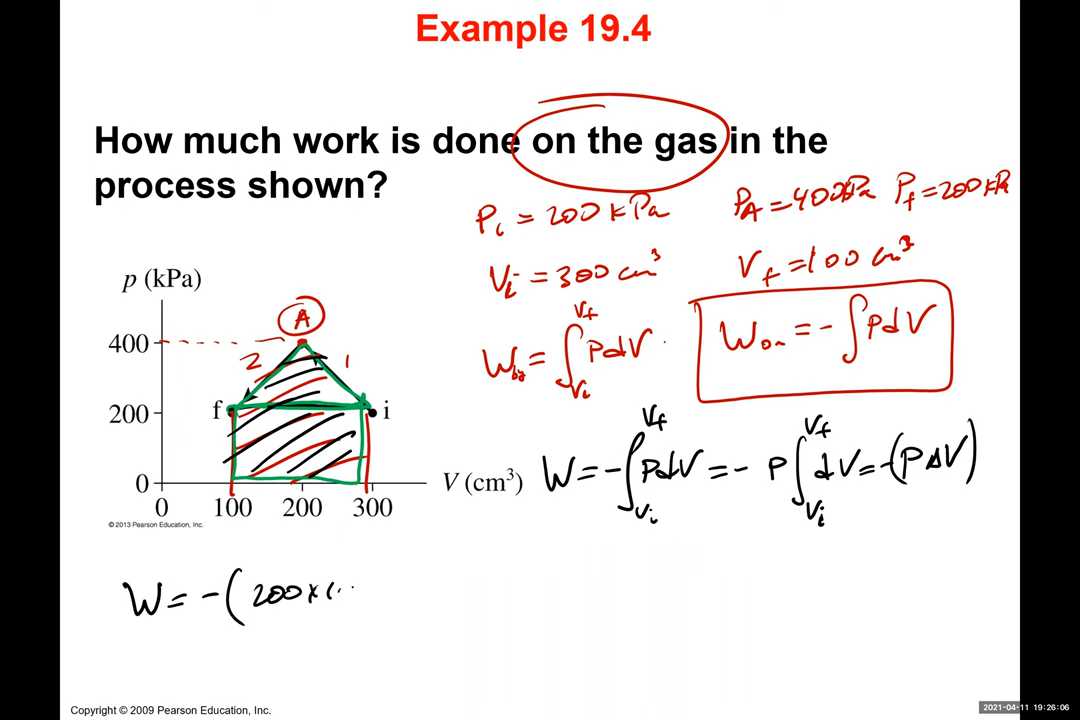 Example 19.4
How much work is done on the gas in the
process shown?
Pi = 200 kPa
PA = 400 kPa Pf = 200 kPa
Vi = 300 cm³
Vf = 100 cm³
Wby = ∫Vi Vf PdV.
Won = - ∫ PdV
p (kPa)
A
400
2 1
200
f i
0
V (cm³)
0 100 200 300
© 2013 Pearson Education, Inc.
W = - ∫Vi Vf PdV = - P ∫Vi Vf dV = -(PΔV)
W = - ( 200 x
Copyright © 2009 Pearson Education, Inc.
2021-04-11 19:26:06